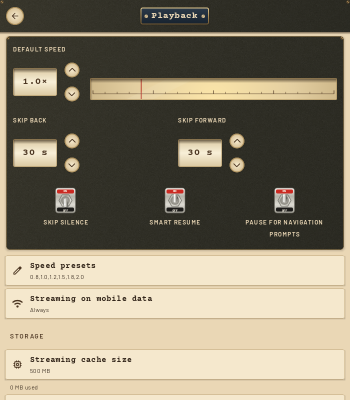 Playback
DEFAULT SPEED
1.0×
SKIP BACK
SKIP FORWARD
30 s
30 s
SKIP SILENCE
SMART RESUME
PAUSE FOR NAVIGATION
PROMPTS
Speed presets
0.8,1.0,1.2,1.5,1.8,2.0
Streaming on mobile data
Always
STORAGE
Streaming cache size
500 MB
0 MB used